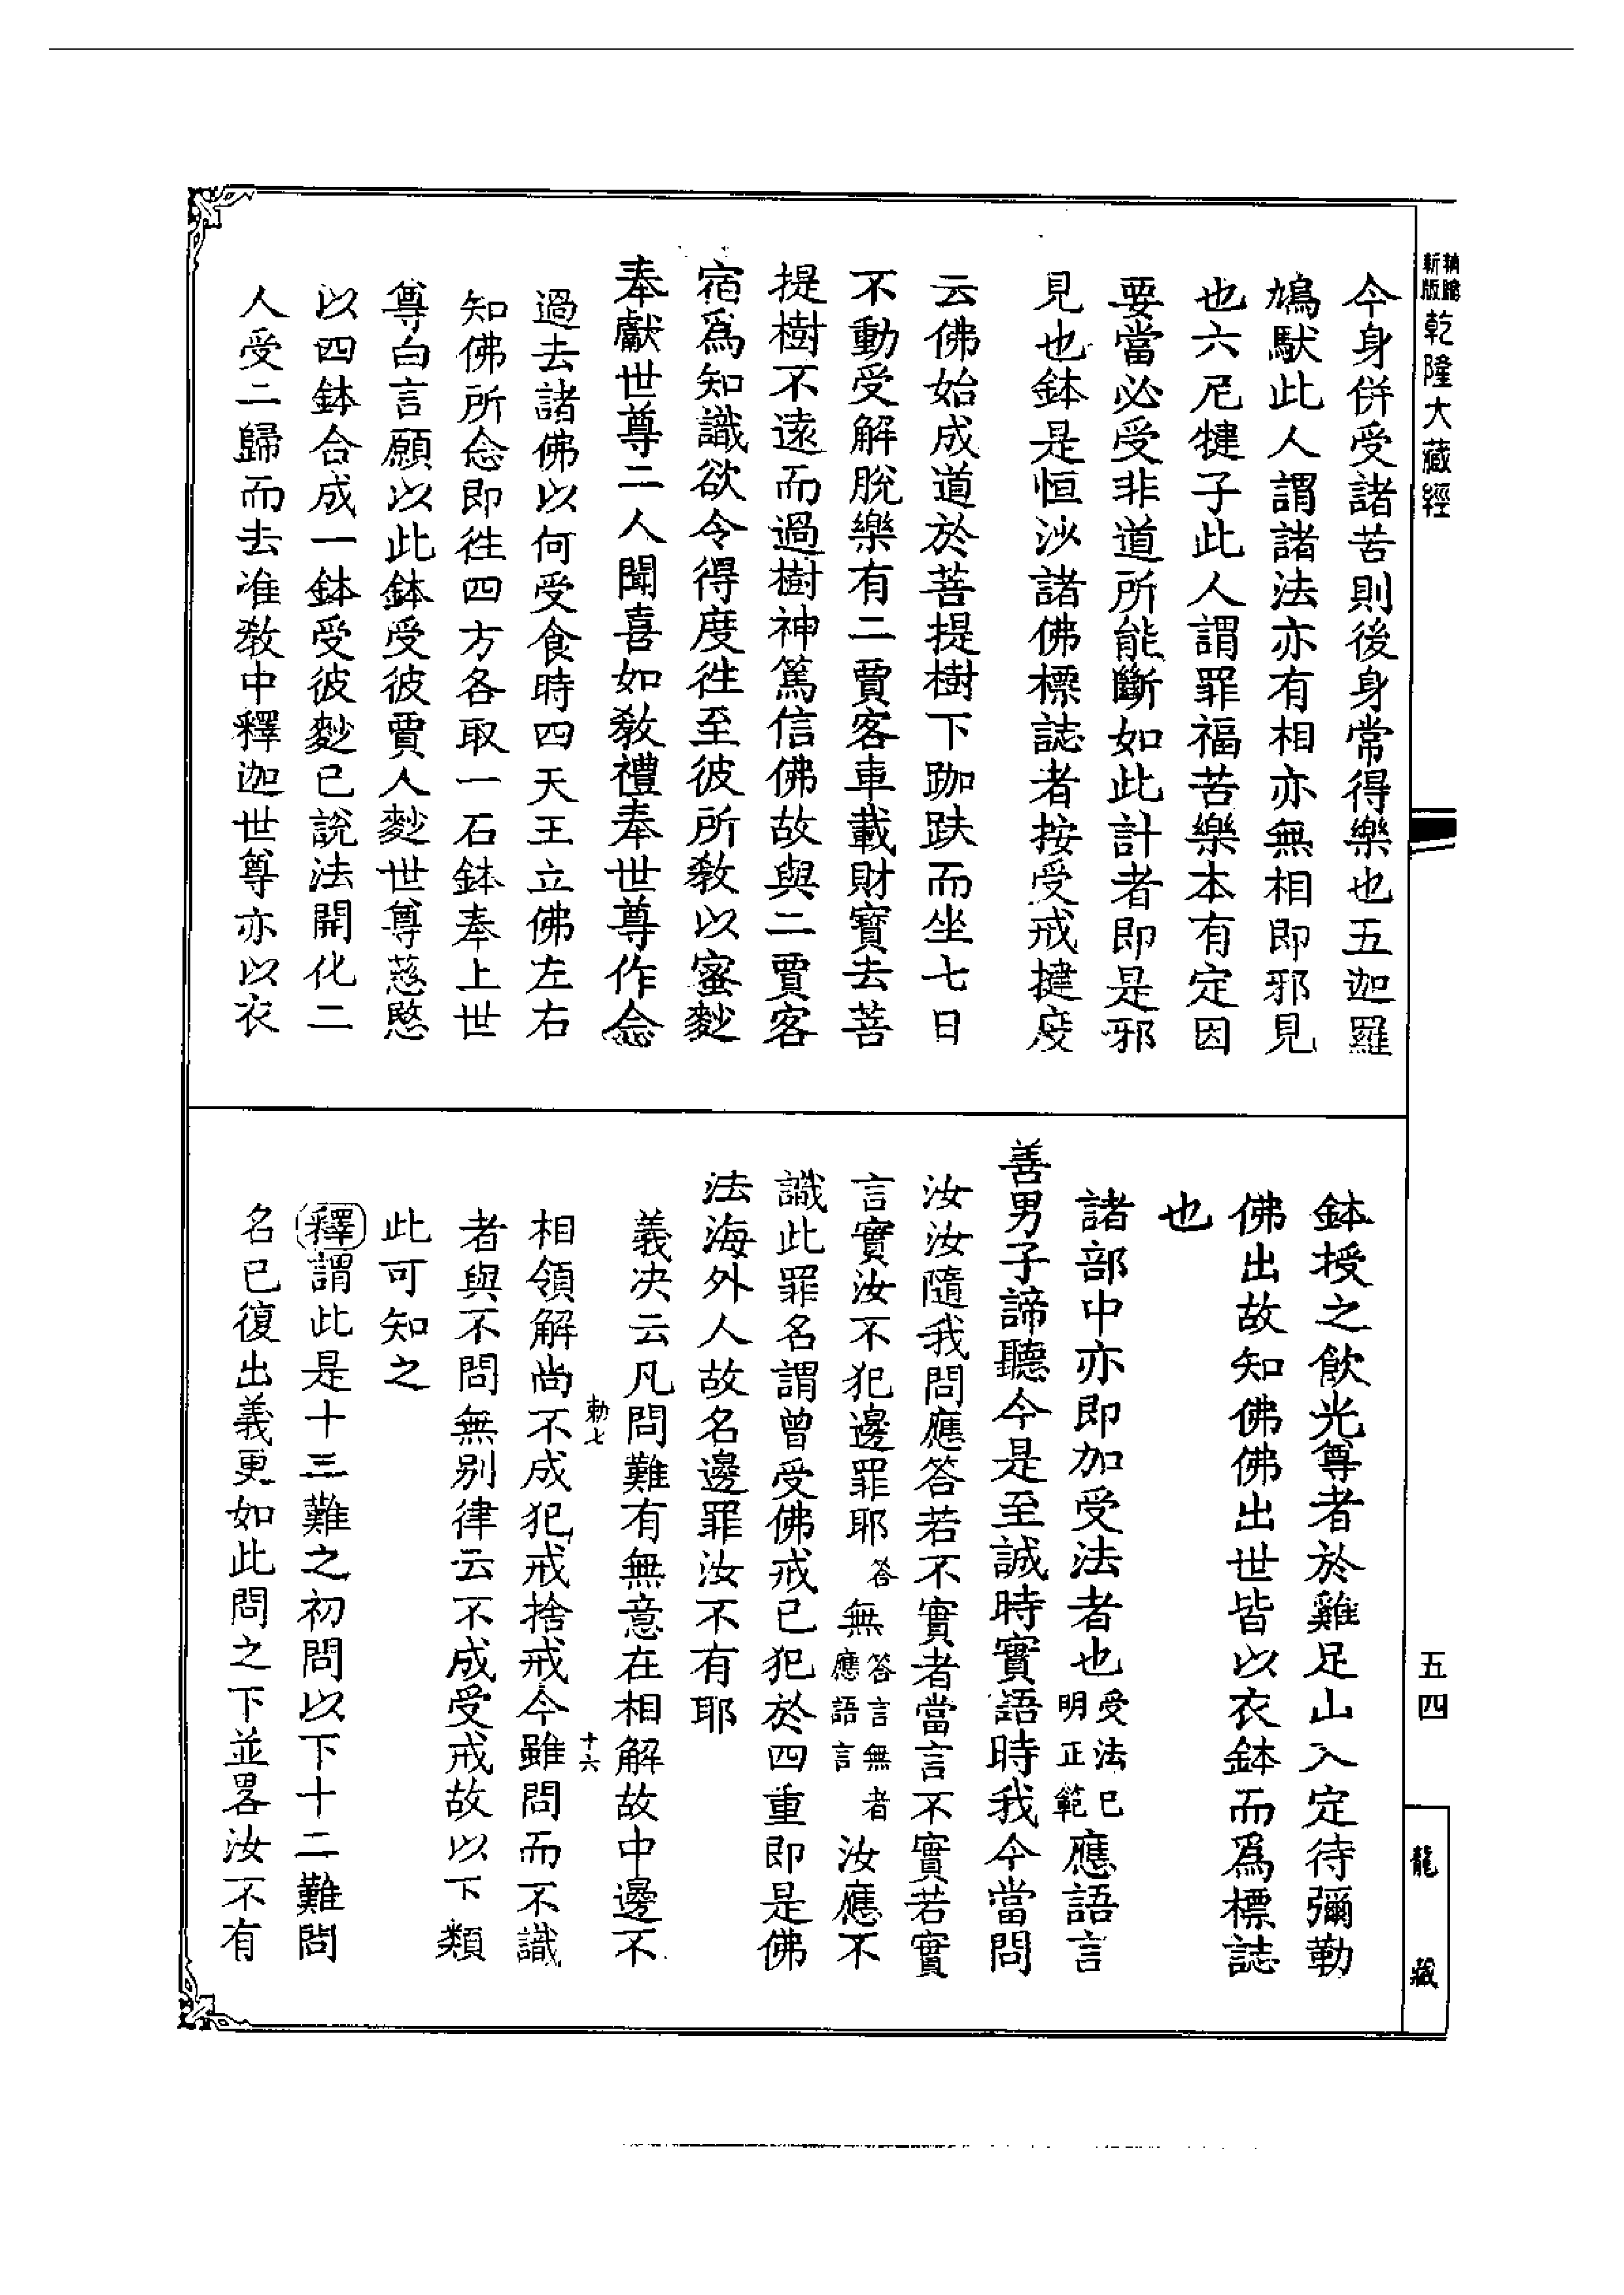 新版
乾隆大藏經
今身併受諸苦則後身常得樂也五迦羅
鳩馱此人謂諸法亦有相亦無相即邪見
也六尼犍子此人謂罪福苦樂本有定因
要當必受非道所能斷如此計者即是邪
見也鉢是恒沙諸佛標誌者按受戒揵度
云佛始成道於菩提樹下跏趺而坐七日
不動受解脫樂有二賈客車載財寶去菩
提樹不遠而過樹神篤信佛故與二賈客
宿爲知識欲令得度徃至彼所教以蜜麨
奉獻世尊二人聞喜如教禮奉世尊作念
過去諸佛以何受食時四天王立佛左右
知佛所念即徃四方各取一石鉢奉上世
尊白言願以此鉢受彼賈人麨世尊慈愍
以四鉢合成一鉢受彼麨已說法開化二
人受二歸而去准教中釋迦世尊亦以衣
鉢授之飲光尊者於雞足山入定待彌勒
佛出故知佛佛出世皆以衣鉢而爲標誌
也
諸部中亦即加受法者也受法已明正範應語言
善男子諦聽今是至誠時實語時我今當問
汝汝隨我問應答若不實者當言不實若實
言實汝不犯邊罪耶答無答言無者應語言汝應不
識此罪名謂曾受佛戒已犯於四重即是佛
法海外人故名邊罪汝不有耶
義决云凡問難有無意在相解故中邊不
勑七
十六
相領解尚不成犯戒捨戒今雖問而不識
者與不問無别律云不成受戒故以下類
此可知之
釋謂此是十三難之初問以下十二難問
名已復出義更如此問之下並畧汝不有
五四
龍藏